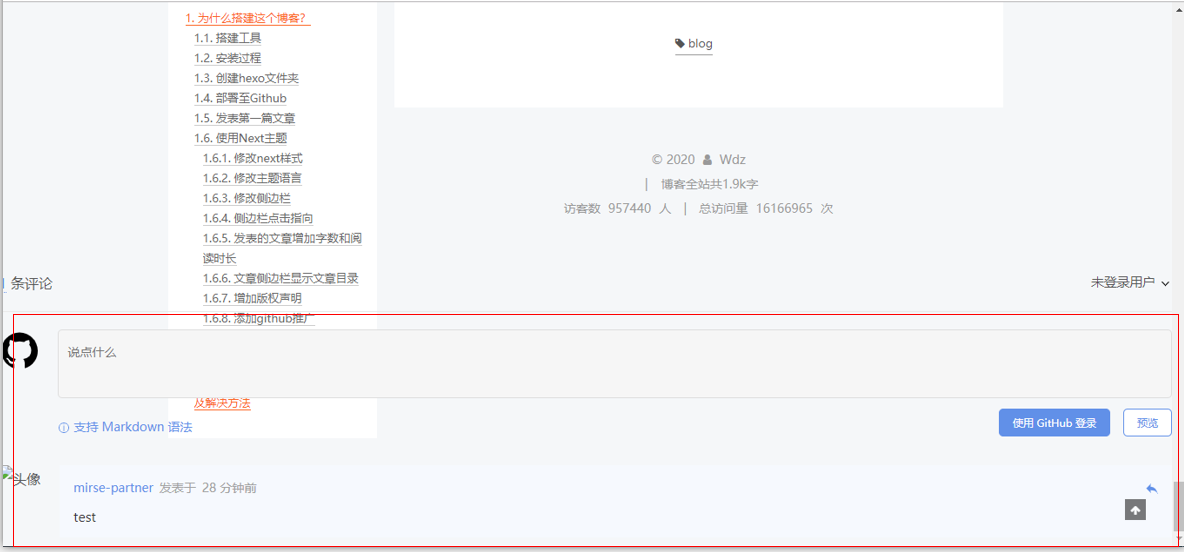 1. 为什么搭建这个博客?
1.1. 搭建工具
1.2. 安装过程
1.3. 创建hexo文件夹
1.4. 部署至Github
1.5. 发表第一篇文章
1.6. 使用Next主题
1.6.1. 修改next样式
1.6.2. 修改主题语言
1.6.3. 修改侧边栏
1.6.4. 侧边栏点击指向
1.6.5. 发表的文章增加字数和阅
读时长
1.6.6. 文章侧边栏显示文章目录
1.6.7. 增加版权声明
1.6.8. 添加github推广
及解决方法
blog
© 2020 Wdz
| 博客全站共1.9k字
访客数 957440 人 | 总访问量 16166965 次
条评论
未登录用户
说点什么
支持 Markdown 语法
使用 GitHub 登录
预览
头像
mirse-partner 发表于 28 分钟前
test